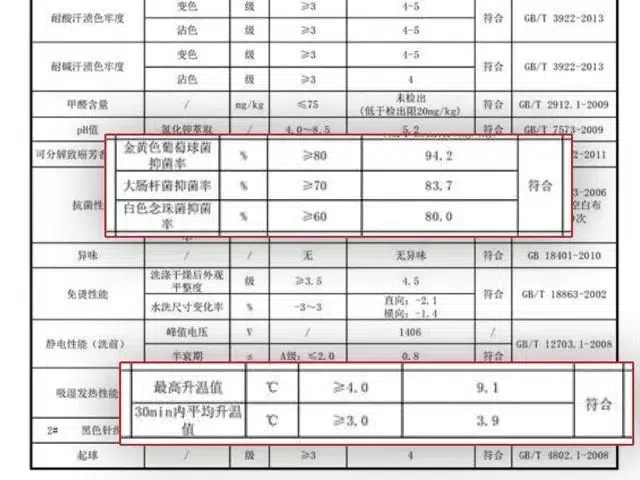 变色 级 ≥3 4-5
耐酸汗渍色牢度 符合 GB/T 3922-2013
沾色 级 ≥3 4-5
变色 级 ≥3 4-5
耐碱汗渍色牢度 符合 GB/T 3922-2013
沾色 级 ≥3 4
甲醛含量 / mg/kg ≤75 未检出 符合 GB/T 2912.1-2009
(低于检出限20mg/kg)
pH值 氯化钾萃取 / 4.0～8.5 5.2 符合 GB/T 7573-2009
可分解致癌芳香 -2011
金黄色葡萄球菌抑菌率 % ≥80 94.2
大肠杆菌抑菌率 % ≥70 83.7 符合
白色念珠菌抑菌率 % ≥60 80.0
抗菌性 -2006
空白布
次
异味 / / 无 无异味 符合 GB 18401-2010
洗涤干燥后外观平整度 级 ≥3.5 4.5
免烫性能 符合 GB/T 18863-2002
水洗尺寸变化率 % -3~3 直向: -2.1
横向: -1.4
峰值电压 V / 1406 /
静电性能（洗前） GB/T 12703.1-2008
半衰期 s A级: ≤2.0 0.8 符合
吸湿发热性能
最高升温值 ℃ ≥4.0 9.1
符合
30min内平均升温值 ℃ ≥3.0 3.9
2# 黑色针织
起球 / 级 ≥3 4 符合 GB/T 4802.1-2008